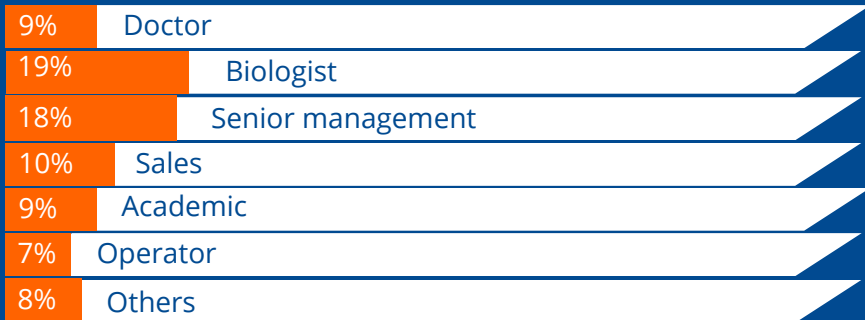 9% Doctor
19% Biologist
18% Senior management
10% Sales
9% Academic
7% Operator
8% Others